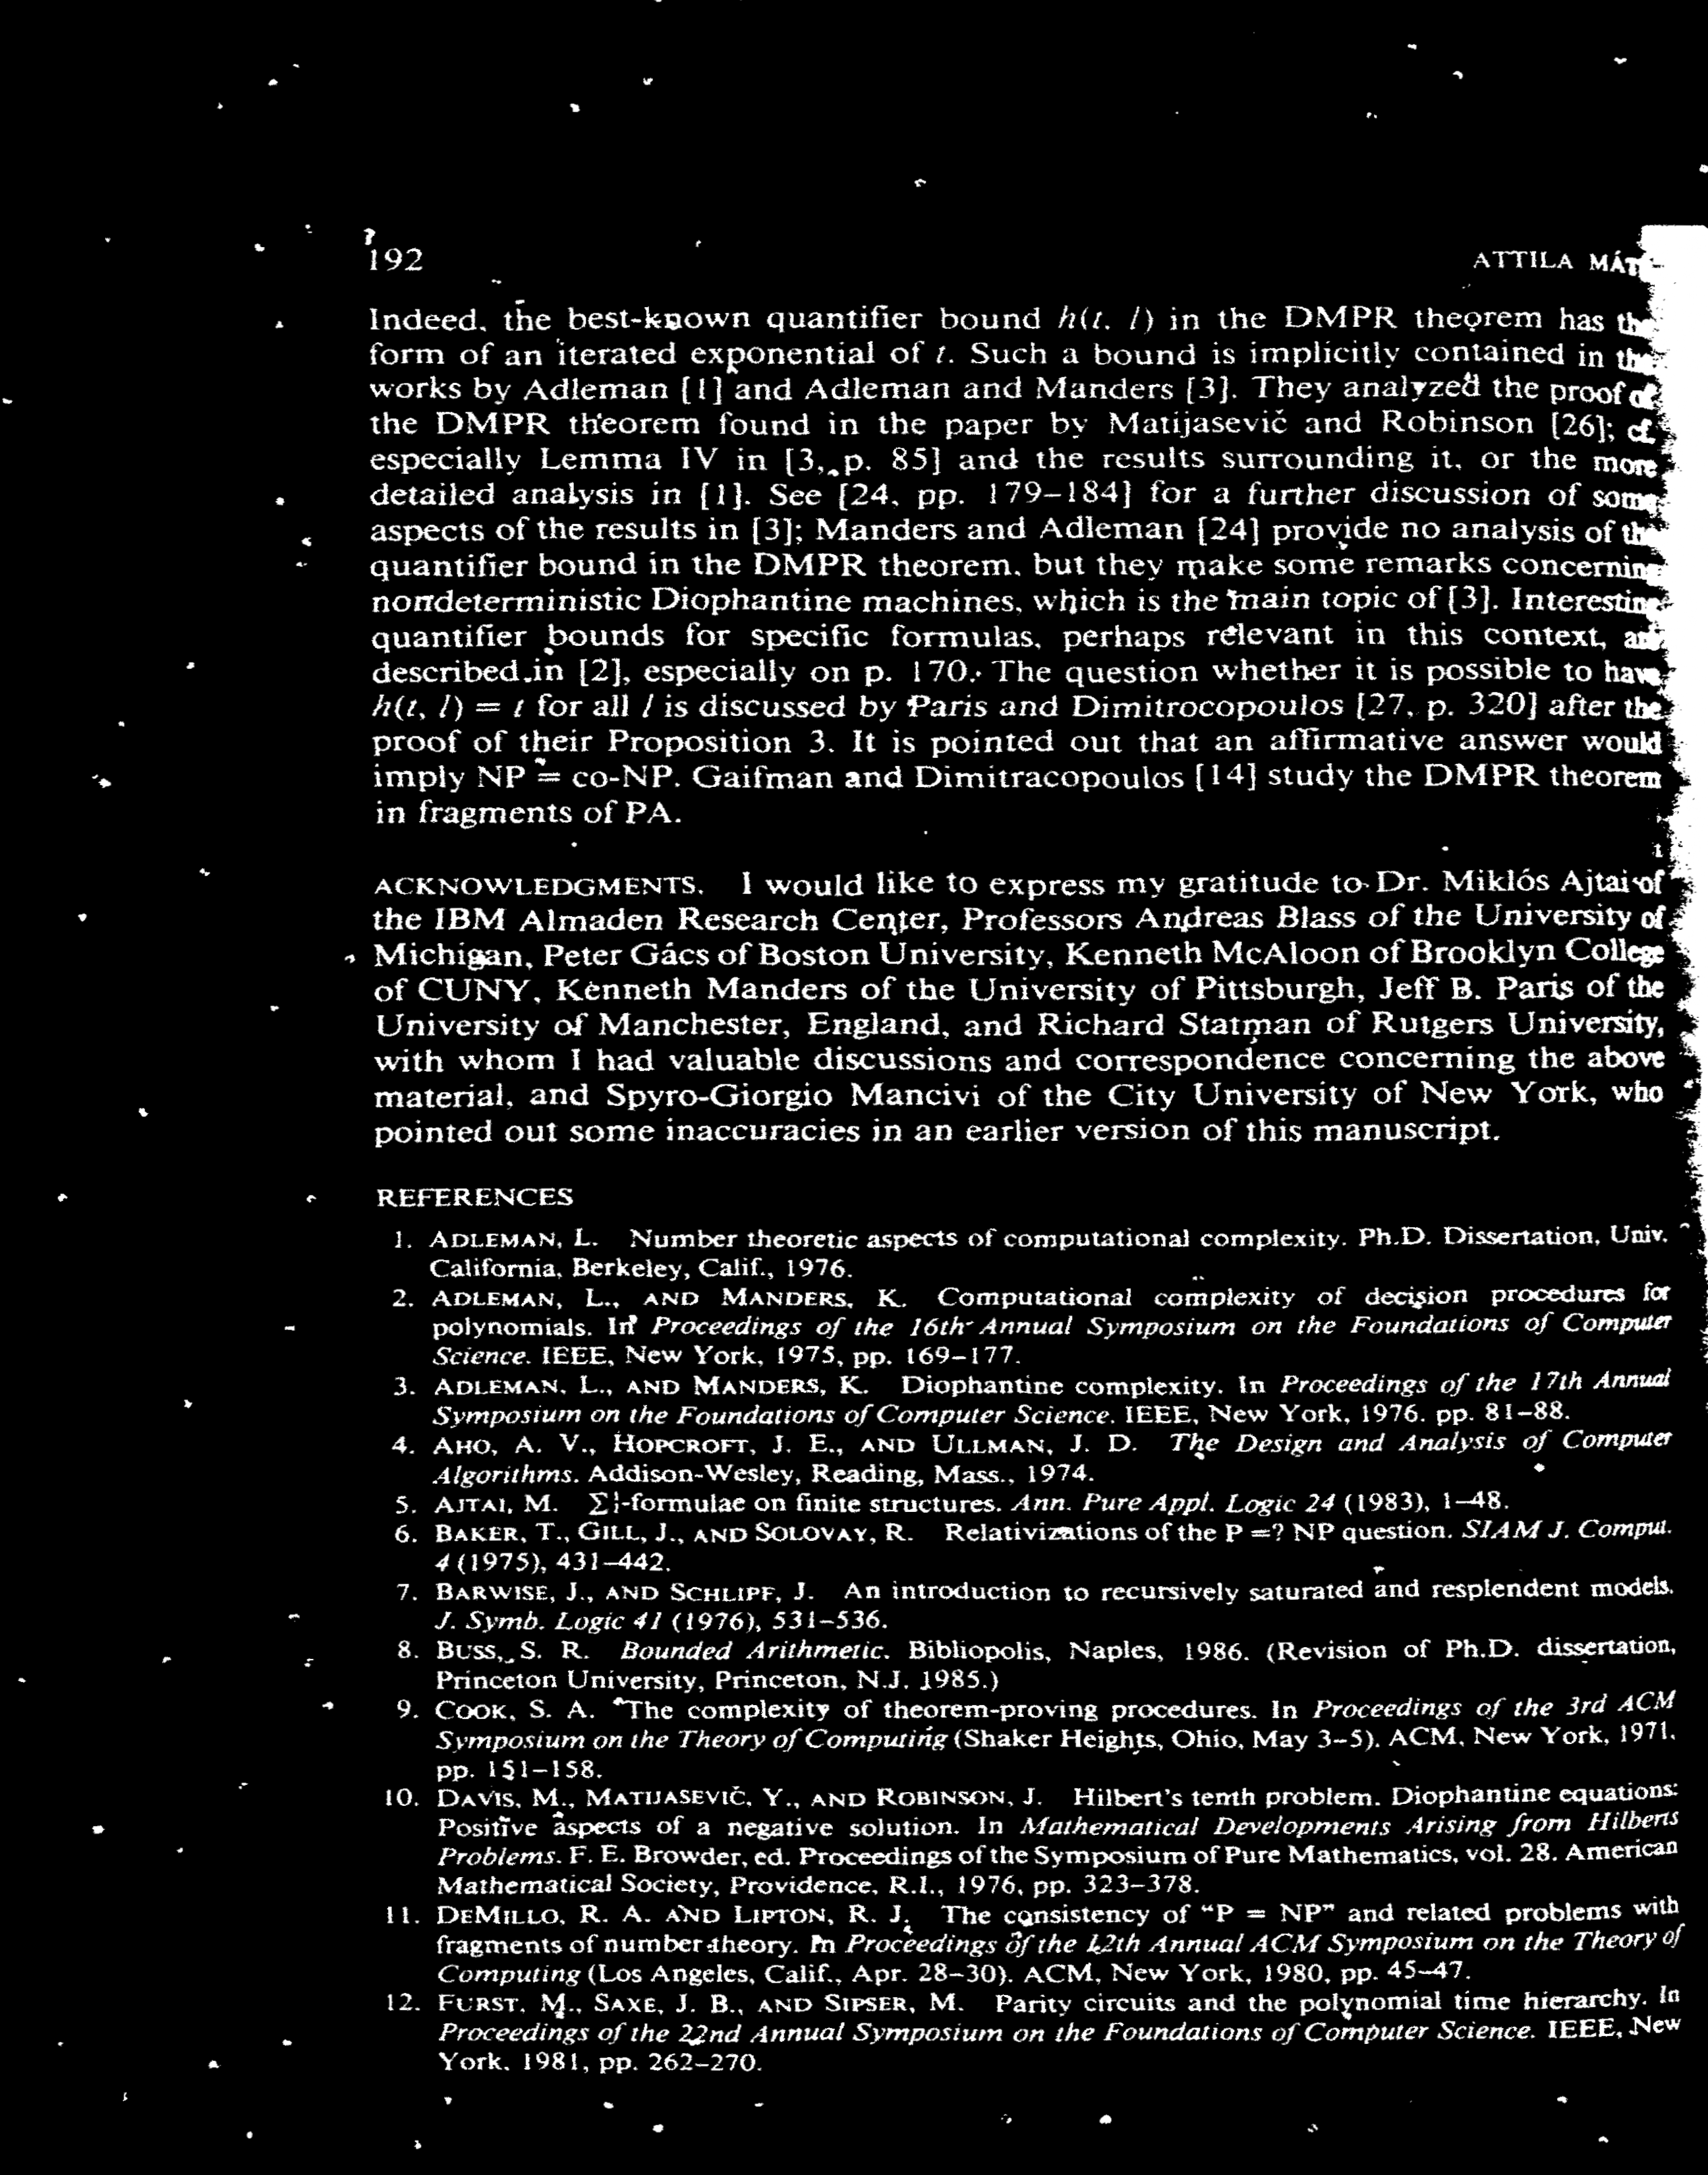 192 ATTILA MÁT
Indeed, the best-known quantifier bound h(t, l) in the DMPR theorem has the
form of an iterated exponential of t. Such a bound is implicitly contained in the
works by Adleman [1] and Adleman and Manders [3]. They analyzed the proof of
the DMPR theorem found in the paper by Matijasevič and Robinson [26]; cf.
especially Lemma IV in [3, p. 85] and the results surrounding it, or the more
detailed analysis in [1]. See [24, pp. 179–184] for a further discussion of some
aspects of the results in [3]; Manders and Adleman [24] provide no analysis of the
quantifier bound in the DMPR theorem, but they make some remarks concerning
nondeterministic Diophantine machines, which is the main topic of [3]. Interesting
quantifier bounds for specific formulas, perhaps relevant in this context, are
described in [2], especially on p. 170. The question whether it is possible to have
h(t, l) = t for all l is discussed by Paris and Dimitrocopoulos [27, p. 320] after the
proof of their Proposition 3. It is pointed out that an affirmative answer would
imply NP = co-NP. Gaifman and Dimitracopoulos [14] study the DMPR theorem
in fragments of PA.
ACKNOWLEDGMENTS. I would like to express my gratitude to Dr. Miklós Ajtai of
the IBM Almaden Research Center, Professors Andreas Blass of the University of
Michigan, Peter Gács of Boston University, Kenneth McAloon of Brooklyn College
of CUNY, Kenneth Manders of the University of Pittsburgh, Jeff B. Paris of the
University of Manchester, England, and Richard Statman of Rutgers University,
with whom I had valuable discussions and correspondence concerning the above
material, and Spyro-Giorgio Mancivi of the City University of New York, who
pointed out some inaccuracies in an earlier version of this manuscript.
REFERENCES
1. ADLEMAN, L. Number theoretic aspects of computational complexity. Ph.D. Dissertation, Univ.
California, Berkeley, Calif., 1976.
2. ADLEMAN, L., AND MANDERS, K. Computational complexity of decision procedures for
polynomials. In Proceedings of the 16th Annual Symposium on the Foundations of Computer
Science. IEEE, New York, 1975, pp. 169–177.
3. ADLEMAN, L., AND MANDERS, K. Diophantine complexity. In Proceedings of the 17th Annual
Symposium on the Foundations of Computer Science. IEEE, New York, 1976. pp. 81–88.
4. AHO, A. V., HOPCROFT, J. E., AND ULLMAN, J. D. The Design and Analysis of Computer
Algorithms. Addison-Wesley, Reading, Mass., 1974.
5. AJTAI, M. Σ¹₁-formulae on finite structures. Ann. Pure Appl. Logic 24 (1983), 1–48.
6. BAKER, T., GILL, J., AND SOLOVAY, R. Relativizations of the P =? NP question. SIAM J. Comput.
4 (1975), 431–442.
7. BARWISE, J., AND SCHLIPF, J. An introduction to recursively saturated and resplendent models.
J. Symb. Logic 41 (1976), 531–536.
8. BUSS, S. R. Bounded Arithmetic. Bibliopolis, Naples, 1986. (Revision of Ph.D. dissertation,
Princeton University, Princeton, N.J. 1985.)
9. COOK, S. A. The complexity of theorem-proving procedures. In Proceedings of the 3rd ACM
Symposium on the Theory of Computing (Shaker Heights, Ohio, May 3–5). ACM, New York, 1971,
pp. 151–158.
10. DAVIS, M., MATIJASEVIČ, Y., AND ROBINSON, J. Hilbert's tenth problem. Diophantine equations:
Positive aspects of a negative solution. In Mathematical Developments Arising from Hilberts
Problems. F. E. Browder, ed. Proceedings of the Symposium of Pure Mathematics, vol. 28. American
Mathematical Society, Providence, R.I., 1976, pp. 323–378.
11. DEMILLO, R. A. AND LIPTON, R. J. The consistency of "P = NP" and related problems with
fragments of number theory. In Proceedings of the 12th Annual ACM Symposium on the Theory of
Computing (Los Angeles, Calif., Apr. 28–30). ACM, New York, 1980, pp. 45–47.
12. FURST, M., SAXE, J. B., AND SIPSER, M. Parity circuits and the polynomial time hierarchy. In
Proceedings of the 22nd Annual Symposium on the Foundations of Computer Science. IEEE, New
York, 1981, pp. 262–270.